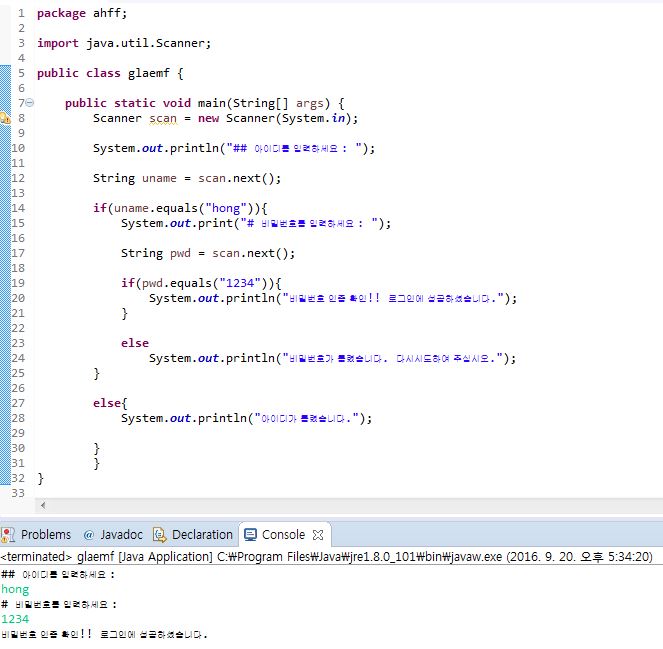 1 package ahff;
2
3 import java.util.Scanner;
4
5 public class glaemf {
6
7 public static void main(String[] args) {
8 Scanner scan = new Scanner(System.in);
9
10 System.out.println("## 아이디를 입력하세요 : ");
11
12 String uname = scan.next();
13
14 if(uname.equals("hong")){
15 System.out.print("# 비밀번호를 입력하세요 : ");
16
17 String pwd = scan.next();
18
19 if(pwd.equals("1234")){
20 System.out.println("비밀번호 인증 확인!! 로그인에 성공하셨습니다.");
21 }
22
23 else
24 System.out.println("비밀번호가 틀렸습니다. 다시시도하여 주십시오.");
25 }
26
27 else{
28 System.out.println("아이디가 틀렸습니다.");
29
30 }
31 }
32 }
33
Problems @ Javadoc Declaration Console
<terminated> glaemf [Java Application] C:₩Program Files₩Java₩jre1.8.0_101₩bin₩javaw.exe (2016. 9. 20. 오후 5:34:20)
## 아이디를 입력하세요 :
hong
# 비밀번호를 입력하세요 :
1234
비밀번호 인증 확인!! 로그인에 성공하셨습니다.